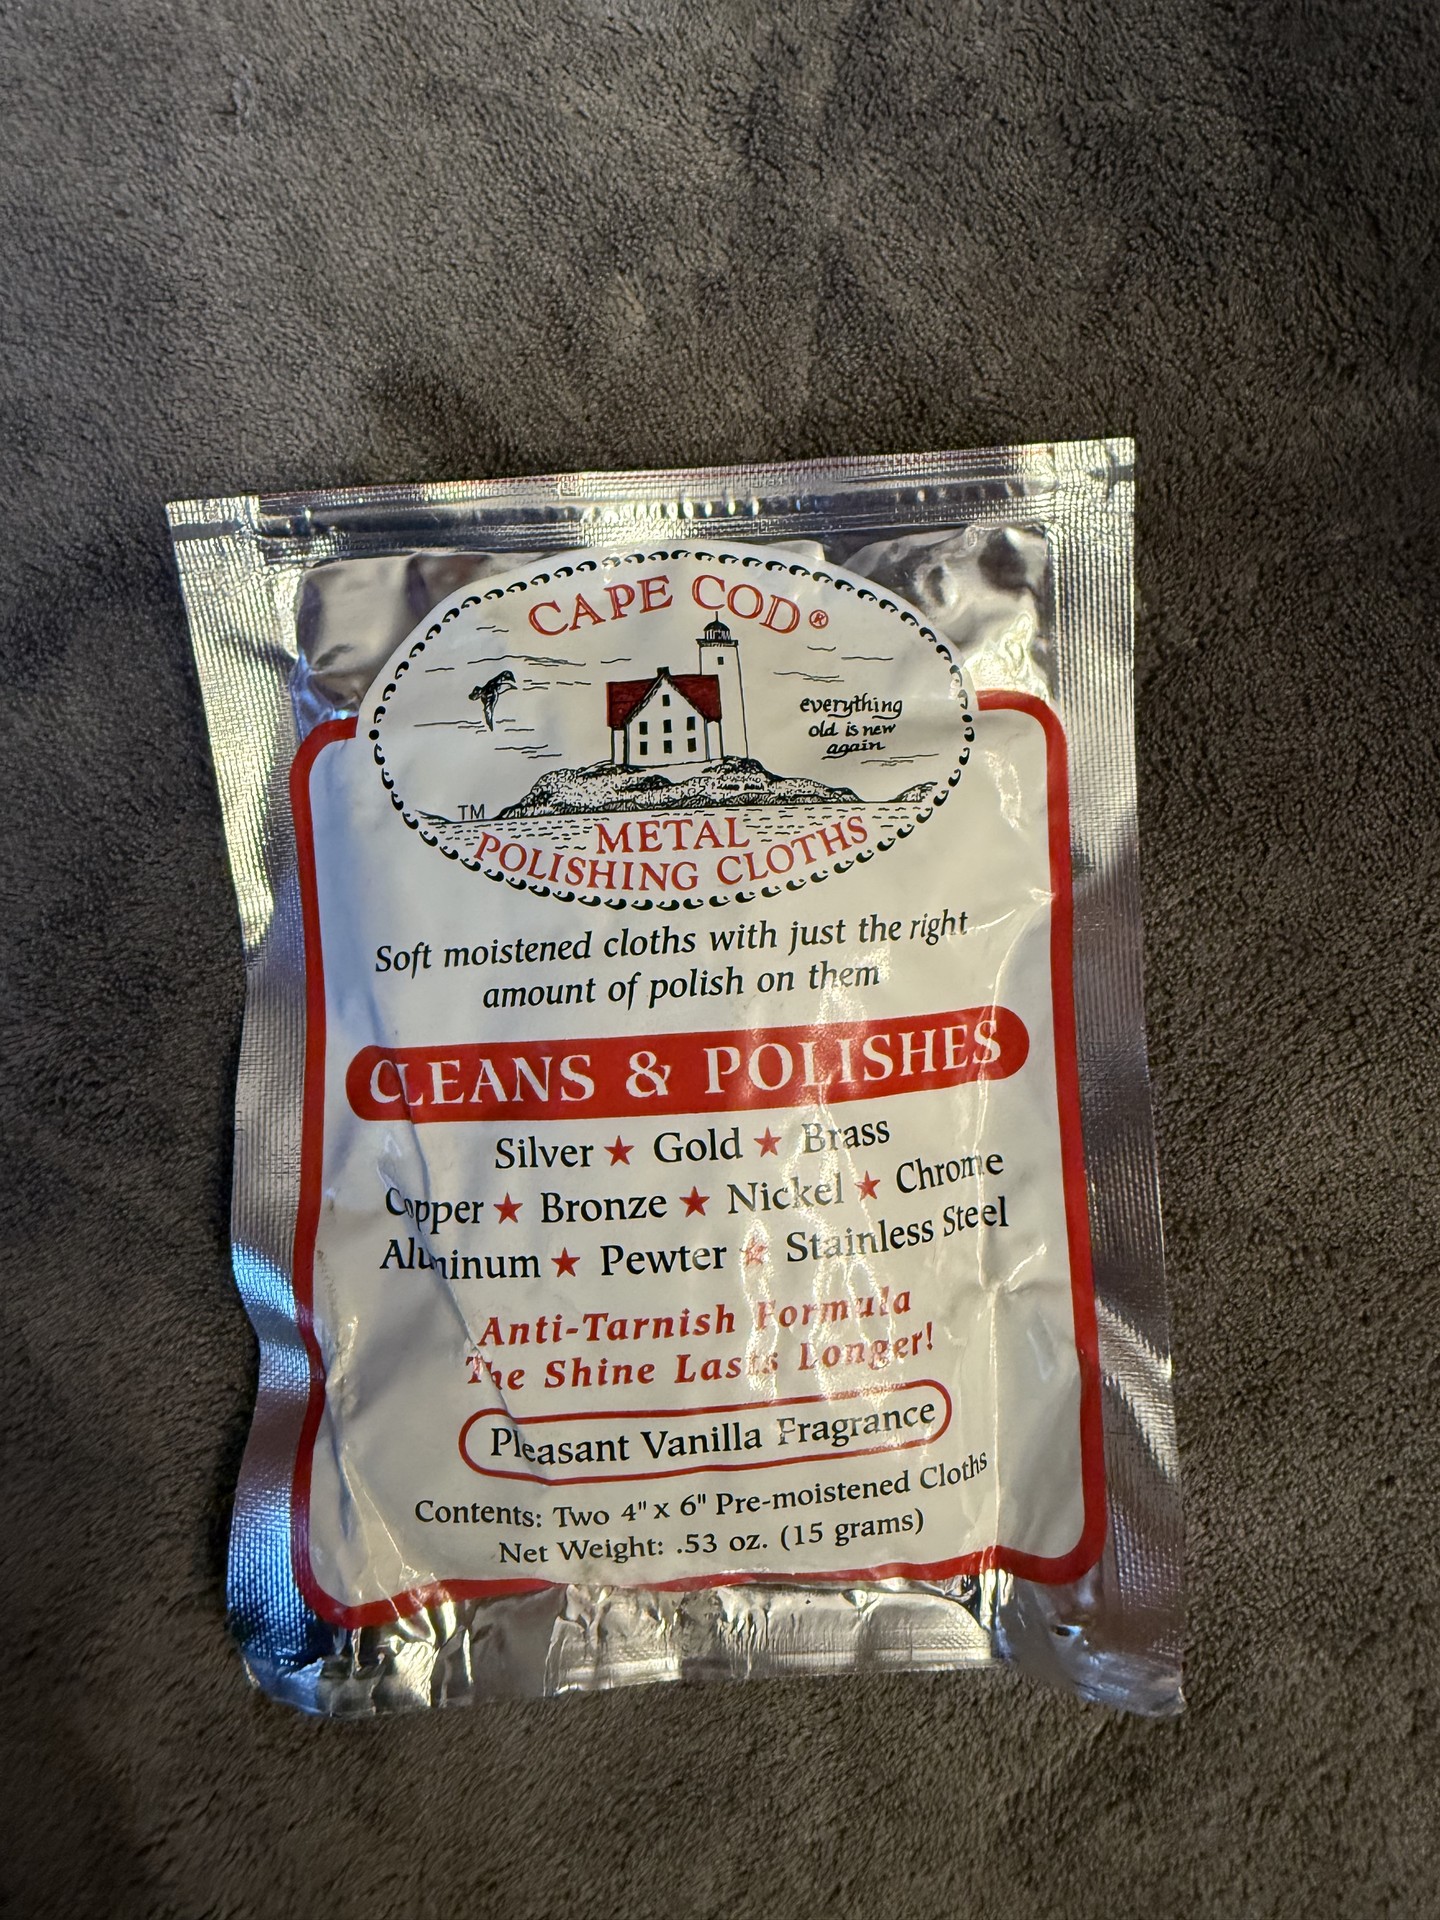 CAPE COD®
everything
old is new
again
TM
METAL
POLISHING CLOTHS
Soft moistened cloths with just the right
amount of polish on them
CLEANS & POLISHES
Silver ★ Gold ★ Brass
Copper ★ Bronze ★ Nickel ★ Chrome
Aluminum ★ Pewter ★ Stainless Steel
Anti-Tarnish Formula
The Shine Lasts Longer!
Pleasant Vanilla Fragrance
Contents: Two 4" x 6" Pre-moistened Cloths
Net Weight: .53 oz. (15 grams)